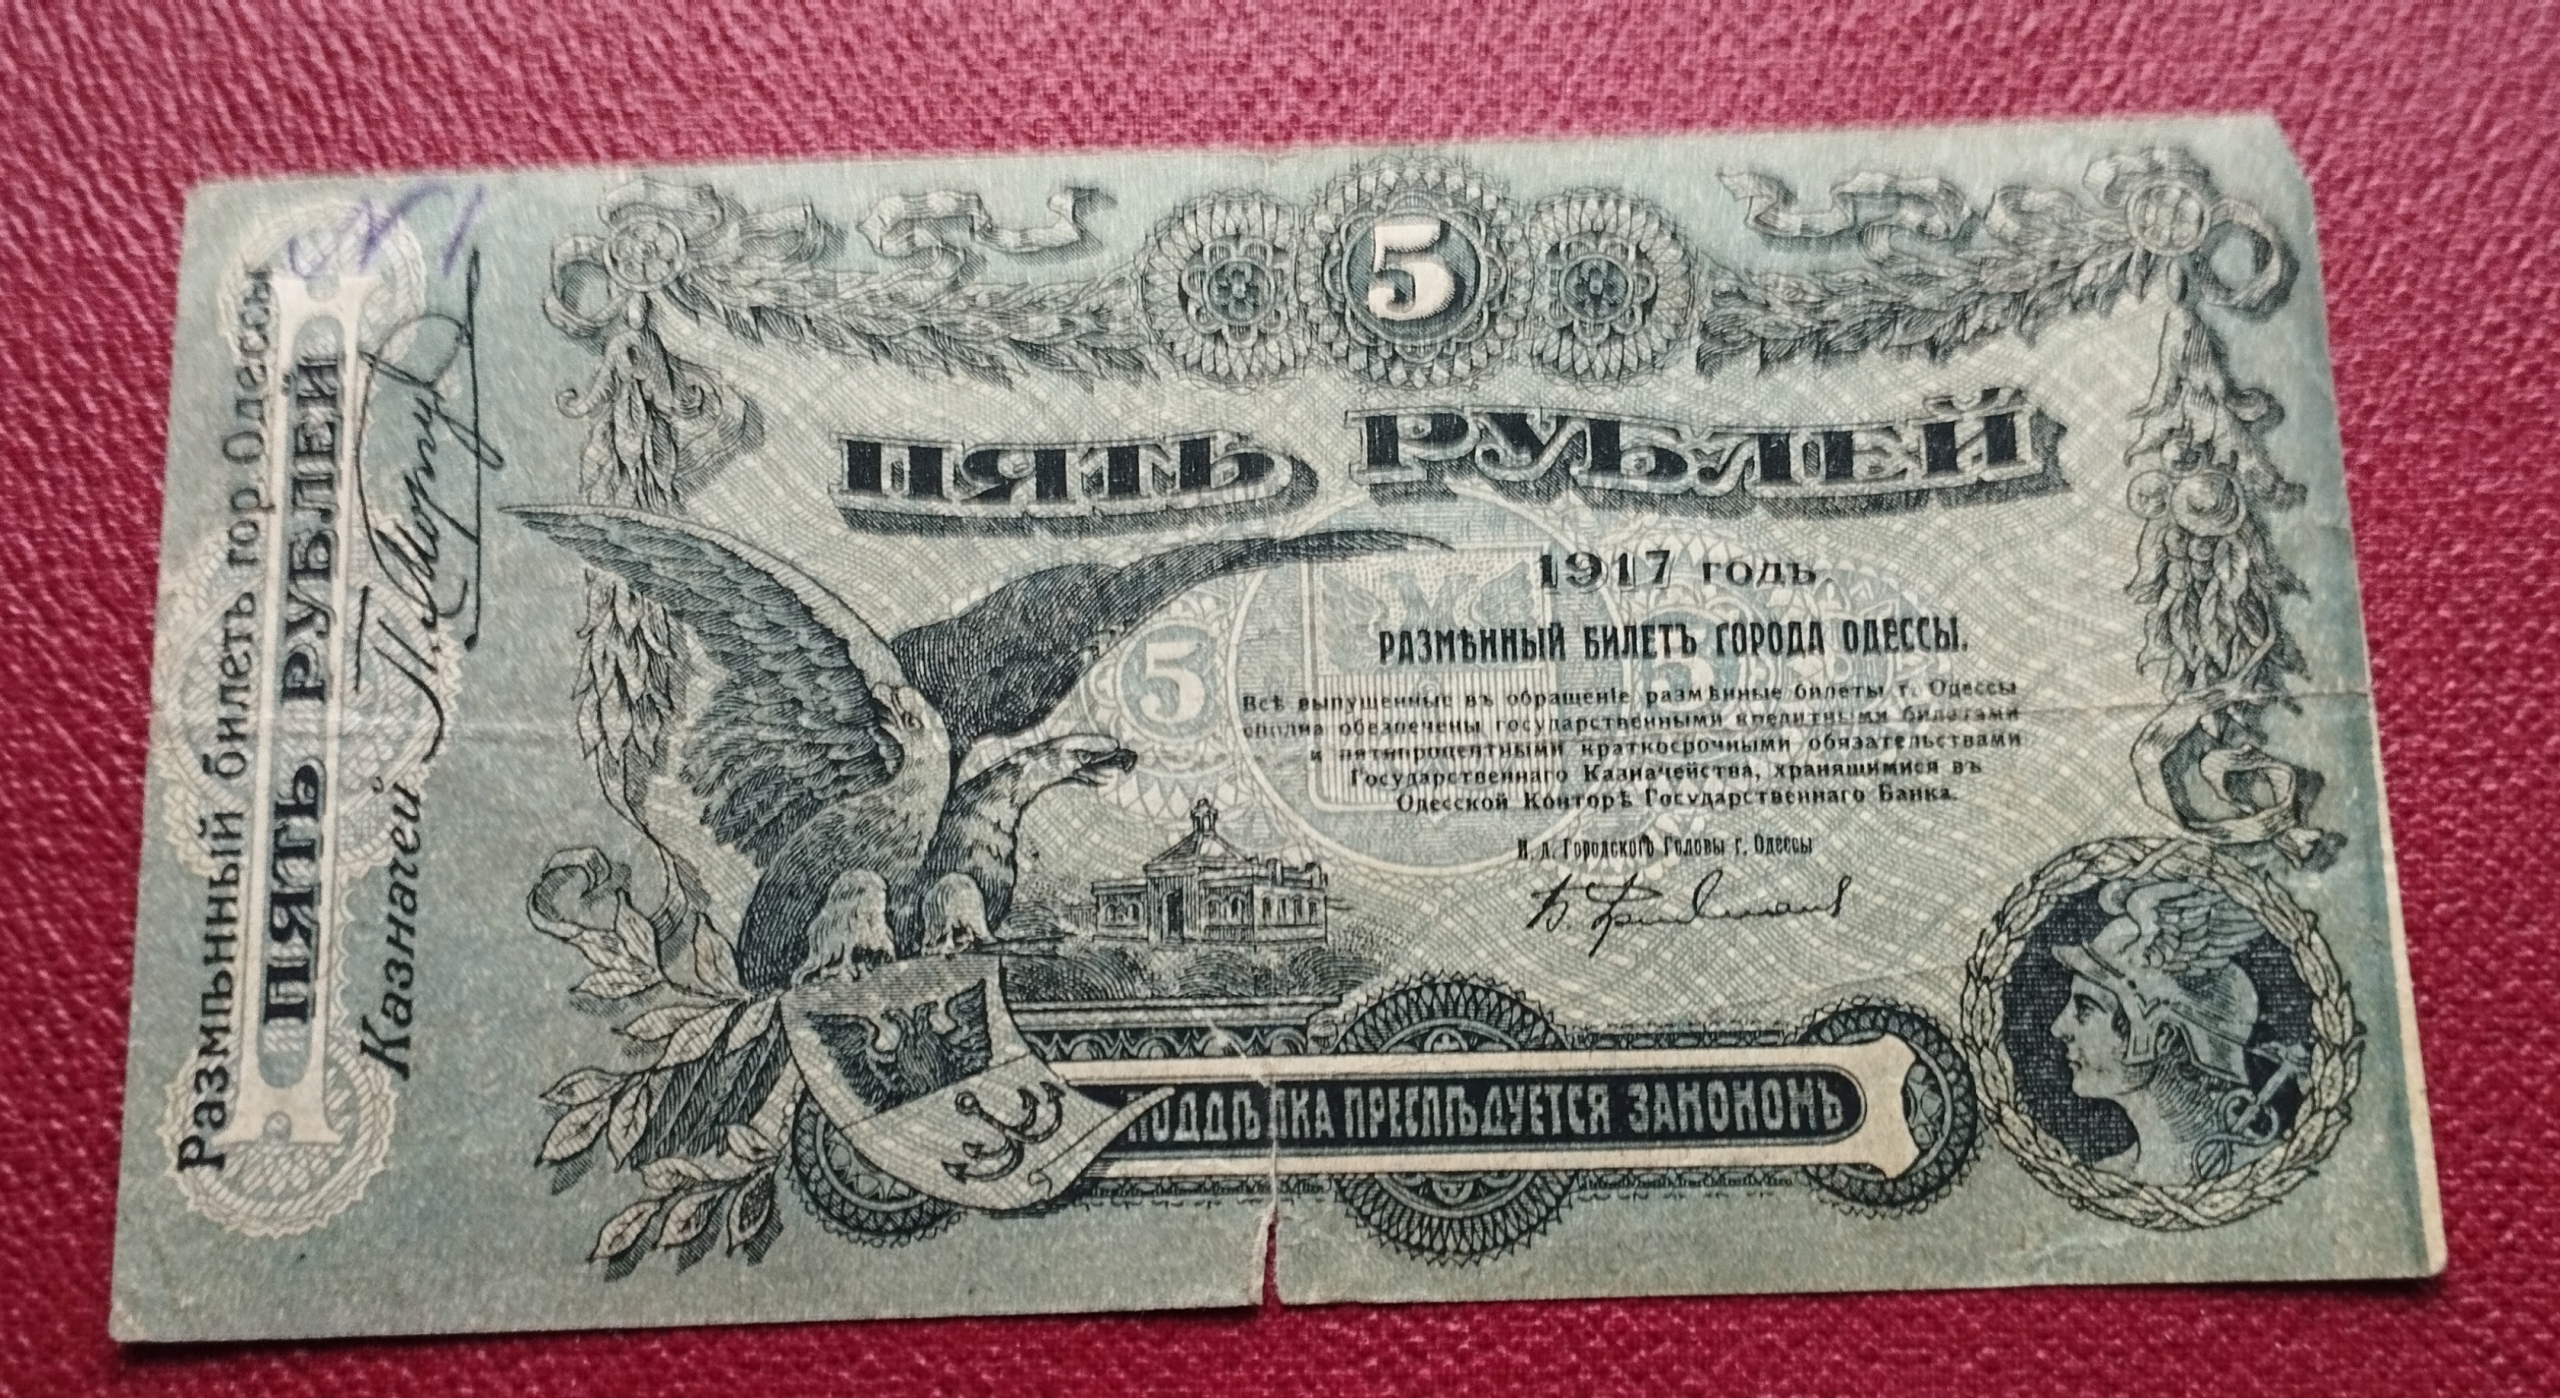 Размѣнный билетъ гор. Одессы
ПЯТЬ РУБЛЕЙ
Казначей
5
ПЯТЬ РУБЛЕЙ
1917 годъ
РАЗМѢННЫЙ БИЛЕТЪ ГОРОДА ОДЕССЫ.
5 5
Всѣ выпущенные въ обращеніе размѣнные билеты г. Одессы
сполна обезпечены государственными кредитными билетами
и пятипроцентными краткосрочными обязательствами
Государственнаго Казначейства, хранящимися въ
Одесской Конторѣ Государственнаго Банка.
И. д. Городского Головы г. Одессы
ПОДДѢЛКА ПРЕСЛѢДУЕТСЯ ЗАКОНОМЪ